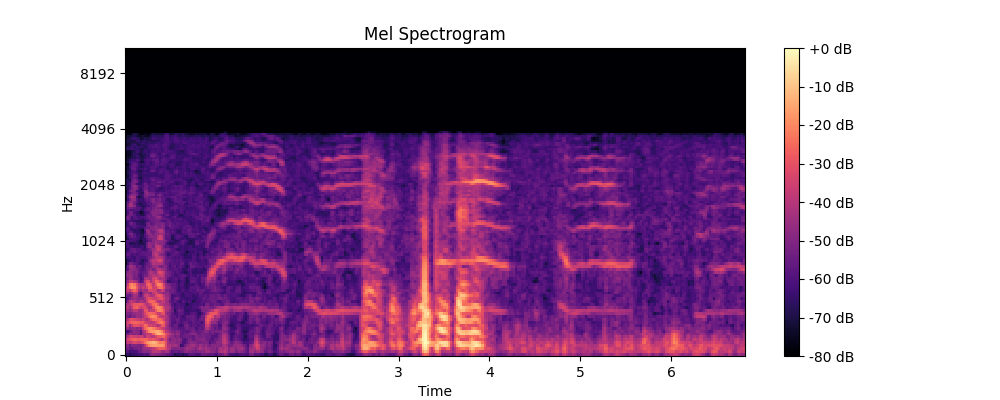 Mel Spectrogram
8192
4096
2048
1024
512
0
Hz
0 1 2 3 4 5 6
Time
+0 dB
-10 dB
-20 dB
-30 dB
-40 dB
-50 dB
-60 dB
-70 dB
-80 dB